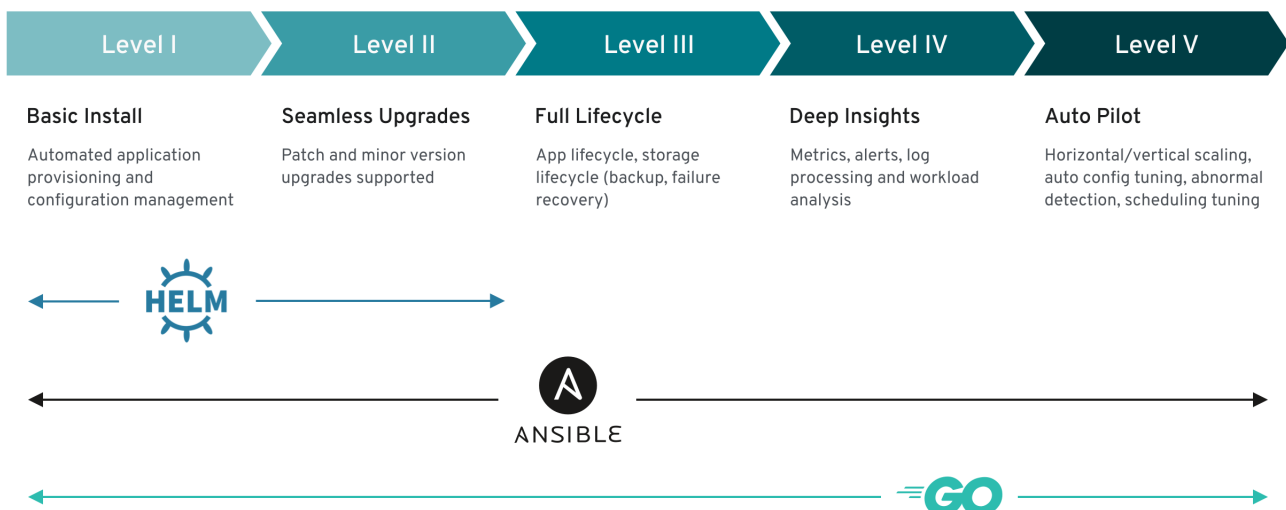 Level I
Level II
Level III
Level IV
Level V
Basic Install
Automated application
provisioning and
configuration management
Seamless Upgrades
Patch and minor version
upgrades supported
Full Lifecycle
App lifecycle, storage
lifecycle (backup, failure
recovery)
Deep Insights
Metrics, alerts, log
processing and workload
analysis
Auto Pilot
Horizontal/vertical scaling,
auto config tuning, abnormal
detection, scheduling tuning
HELM
ANSIBLE
GO